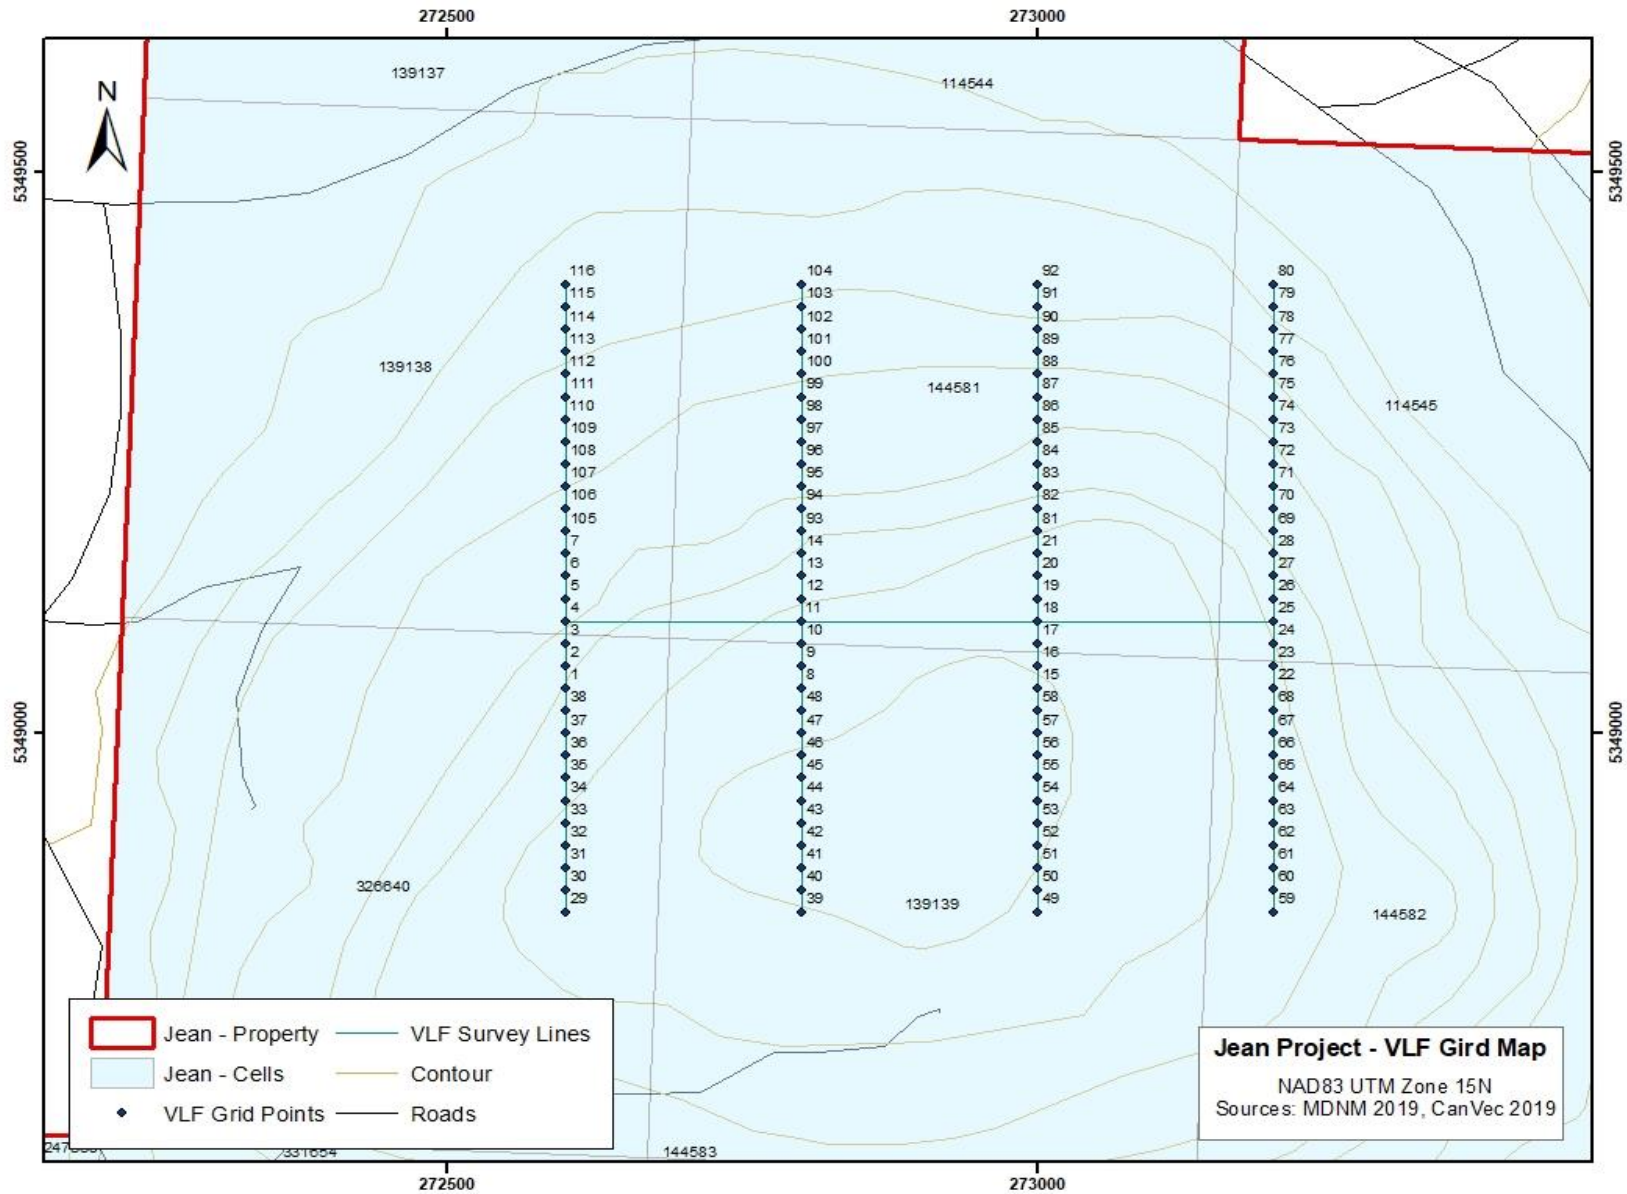 272500 273000
139137
114544
N
5349500 5349500
116 104 92 80
115 103 91 79
114 102 90 78
113 101 89 77
112 100 88 76
139138
111 99 87 75
144581
110 98 86 74
114545
109 97 85 73
108 96 84 72
107 95 83 71
106 94 82 70
105 93 81 69
7 14 21 28
6 13 20 27
5 12 19 26
4 11 18 25
3 10 17 24
2 9 16 23
1 8 15 22
38 48 58 68
37 47 57 67
5349000 5349000
36 46 56 66
35 45 55 65
34 44 54 64
33 43 53 63
32 42 52 62
31 41 51 61
30 40 50 60
326640
29 39 49 59
139139
144582
Jean - Property VLF Survey Lines
Jean - Cells Contour
VLF Grid Points Roads
Jean Project - VLF Gird Map
NAD83 UTM Zone 15N
Sources: MDNM 2019, CanVec 2019
331654
144583
272500 273000